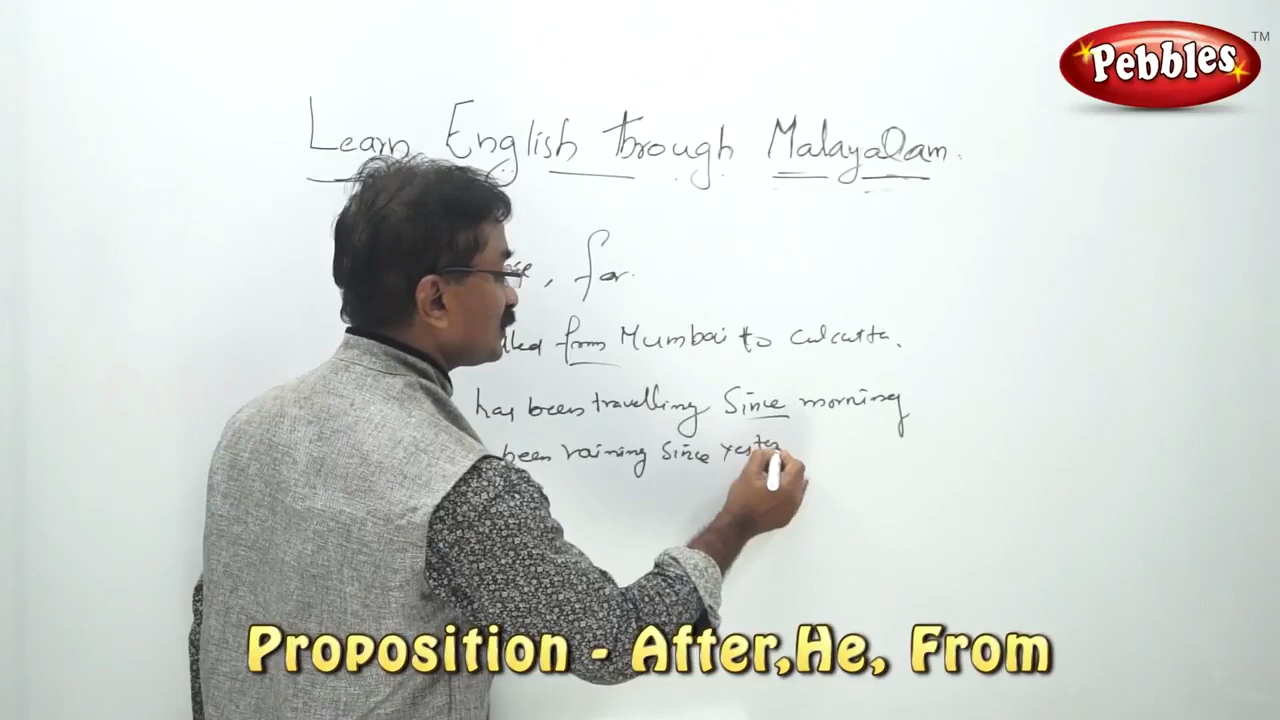 Pebbles TM
Learn English through Malayalam.
, for.
from Mumbai to Calcutta.
has been travelling Since morning
been raining Since yester
Proposition - After,He, From